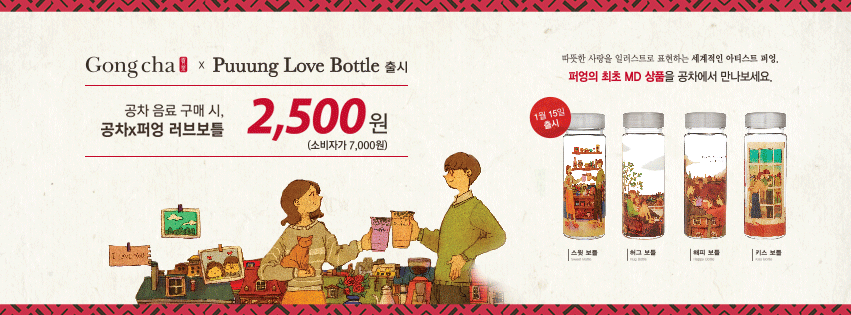 Gong cha 貢茶 x Puuung Love Bottle 출시
공차 음료 구매 시,
공차x퍼엉 러브보틀
2,500원
(소비자가 7,000원)
I LOVE YOU
따뜻한 사랑을 일러스트로 표현하는 세계적인 아티스트 퍼엉,
퍼엉의 최초 MD 상품을 공차에서 만나보세요.
1월 15일
출시
스윗 보틀
허그 보틀
해피 보틀
키스 보틀